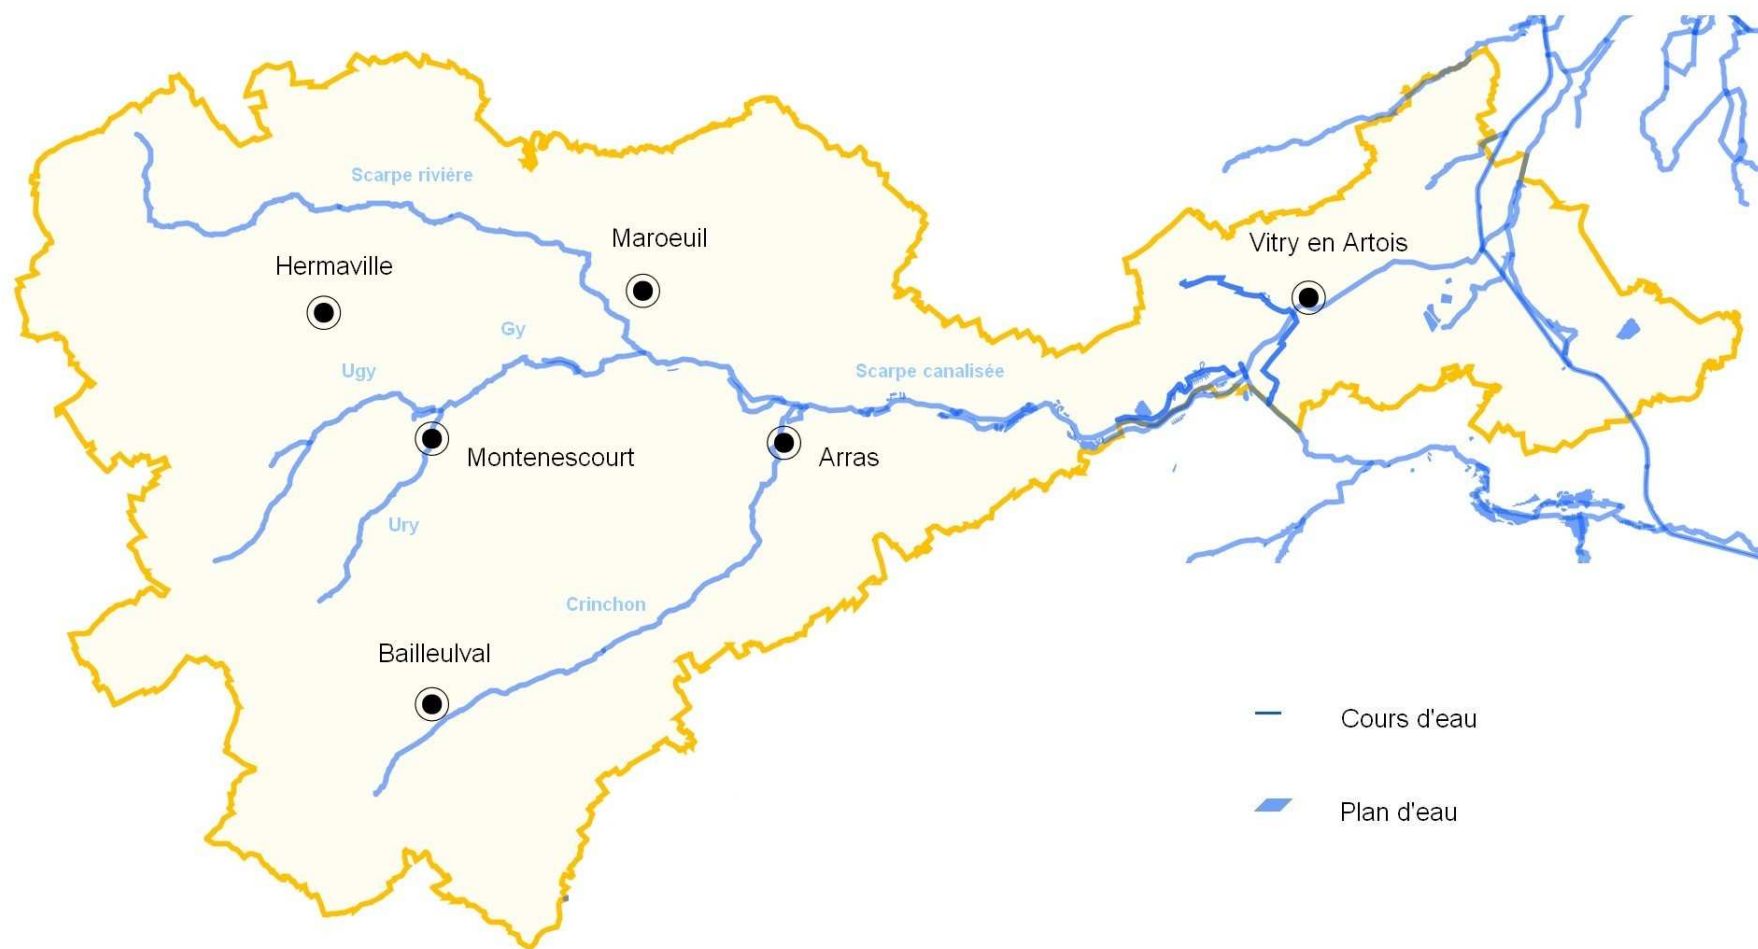 Scarpe rivière
Maroeuil
Vitry en Artois
Hermaville
Gy
Ugy
Scarpe canalisée
Montenescourt
Arras
Ury
Crinchon
Bailleulval
Cours d'eau
Plan d'eau